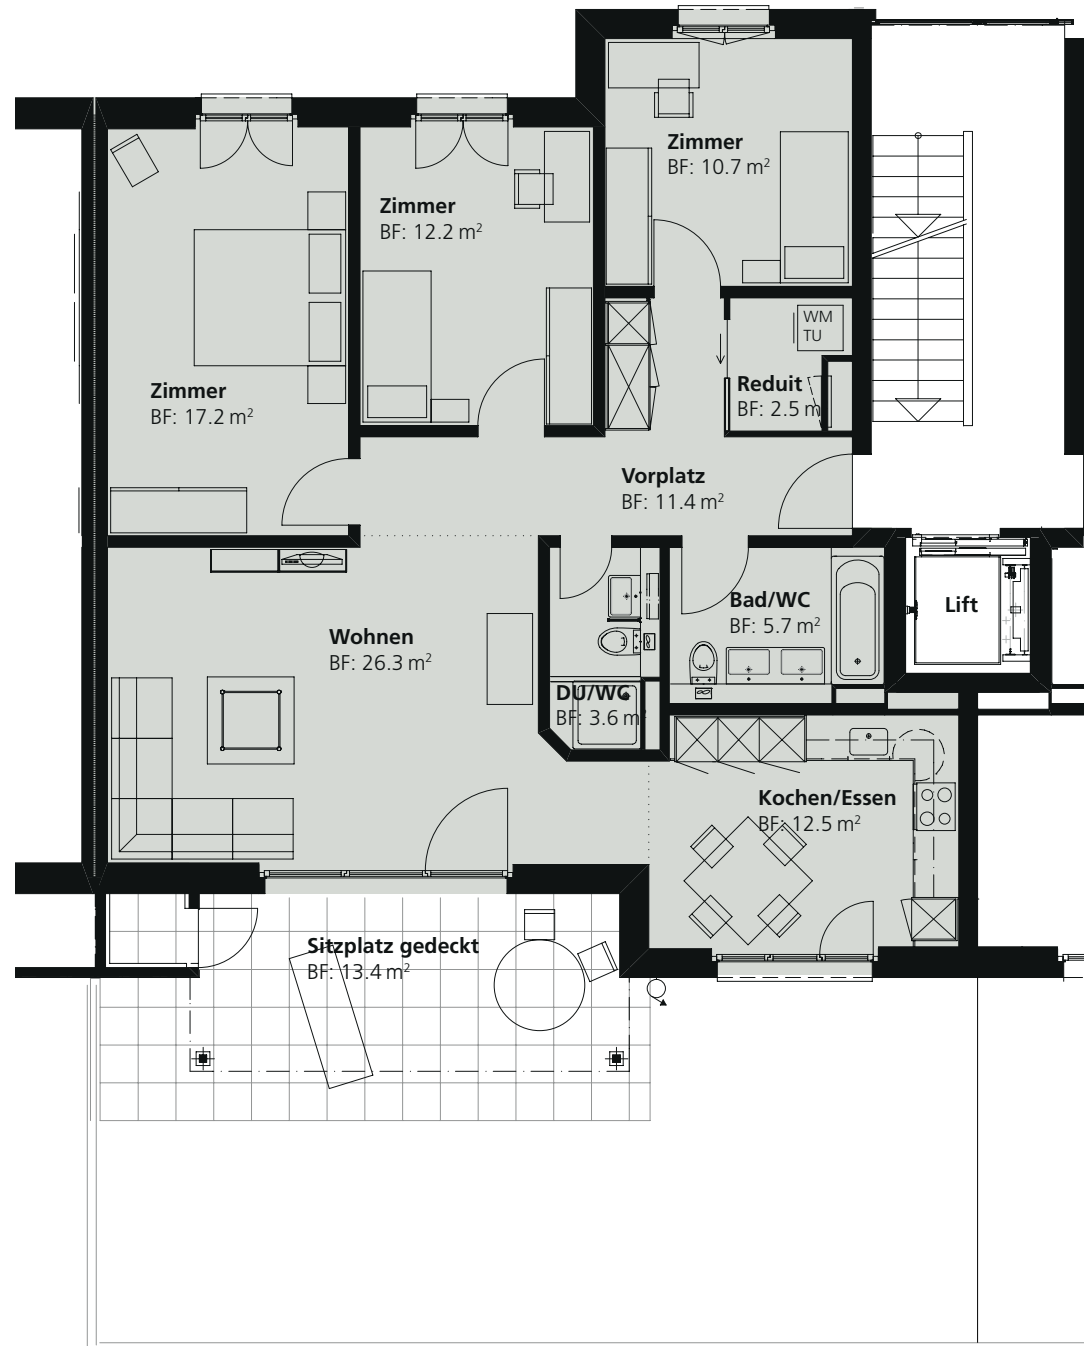 Zimmer
BF: 10.7 m²
Zimmer
BF: 12.2 m²
WM
TU
Zimmer
BF: 17.2 m²
Reduit
BF: 2.5 m
Vorplatz
BF: 11.4 m²
Bad/WC
BF: 5.7 m²
Lift
Wohnen
BF: 26.3 m²
DU/WC
BF: 3.6 m²
Kochen/Essen
BF: 12.5 m²
Sitzplatz gedeckt
BF: 13.4 m²